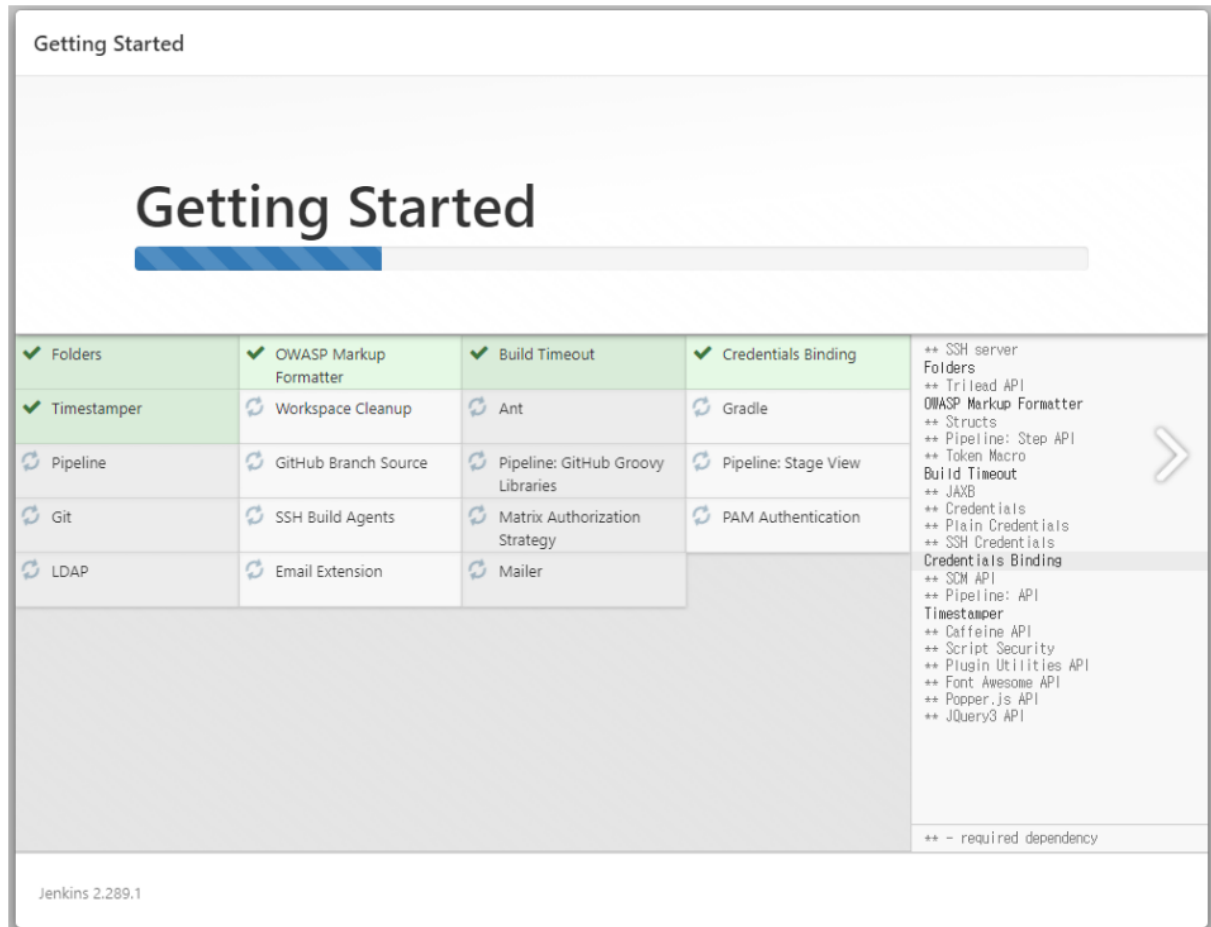 Getting Started
Getting Started
Folders
OWASP Markup
Formatter
Build Timeout
Credentials Binding
Timestamper
Workspace Cleanup
Ant
Gradle
Pipeline
GitHub Branch Source
Pipeline: GitHub Groovy
Libraries
Pipeline: Stage View
Git
SSH Build Agents
Matrix Authorization
Strategy
PAM Authentication
LDAP
Email Extension
Mailer
** SSH server
Folders
** Trilead API
OWASP Markup Formatter
** Structs
** Pipeline: Step API
** Token Macro
Build Timeout
** JAXB
** Credentials
** Plain Credentials
** SSH Credentials
Credentials Binding
** SCM API
** Pipeline: API
Timestamper
** Caffeine API
** Script Security
** Plugin Utilities API
** Font Awesome API
** Popper.js API
** JQuery3 API
** - required dependency
Jenkins 2.289.1